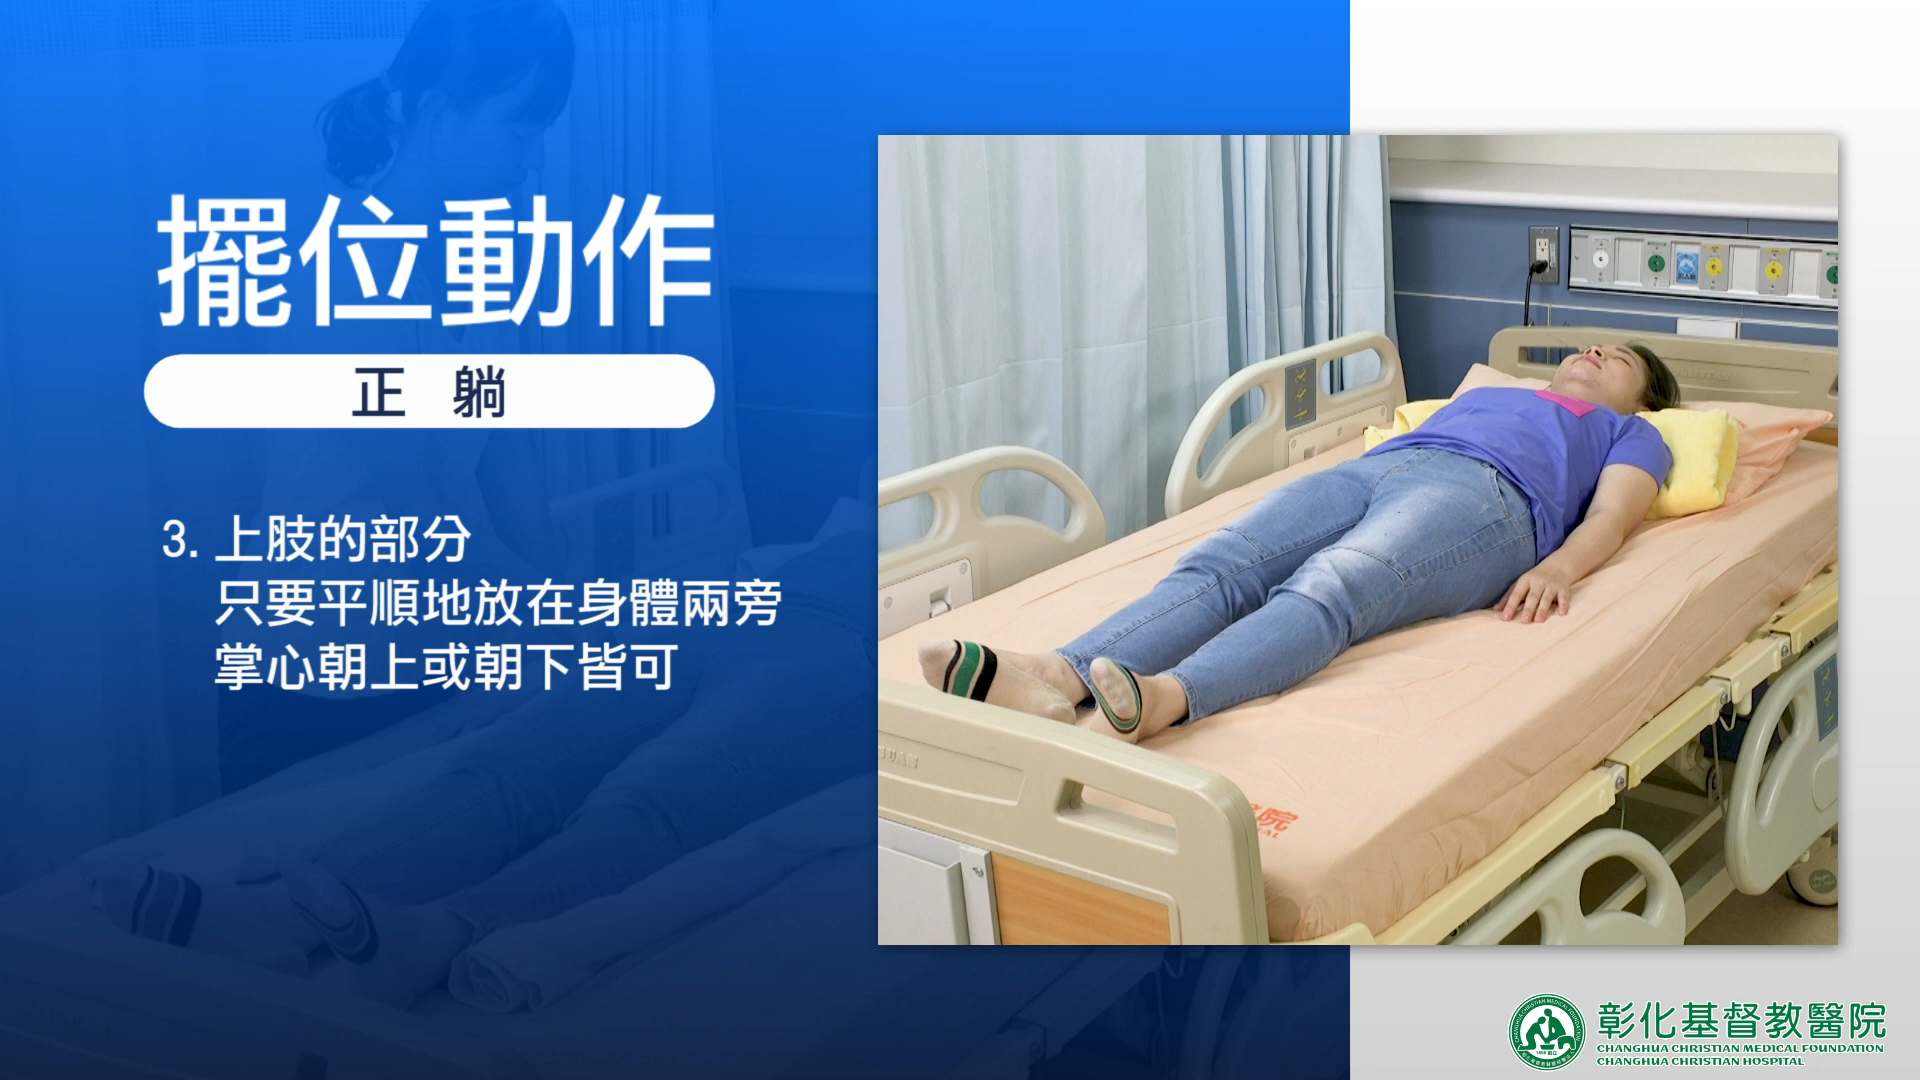 擺位動作
正 躺
3. 上肢的部分
只要平順地放在身體兩旁
掌心朝上或朝下皆可
院
彰化基督教醫院
CHANGHUA CHRISTIAN MEDICAL FOUNDATION
CHANGHUA CHRISTIAN HOSPITAL